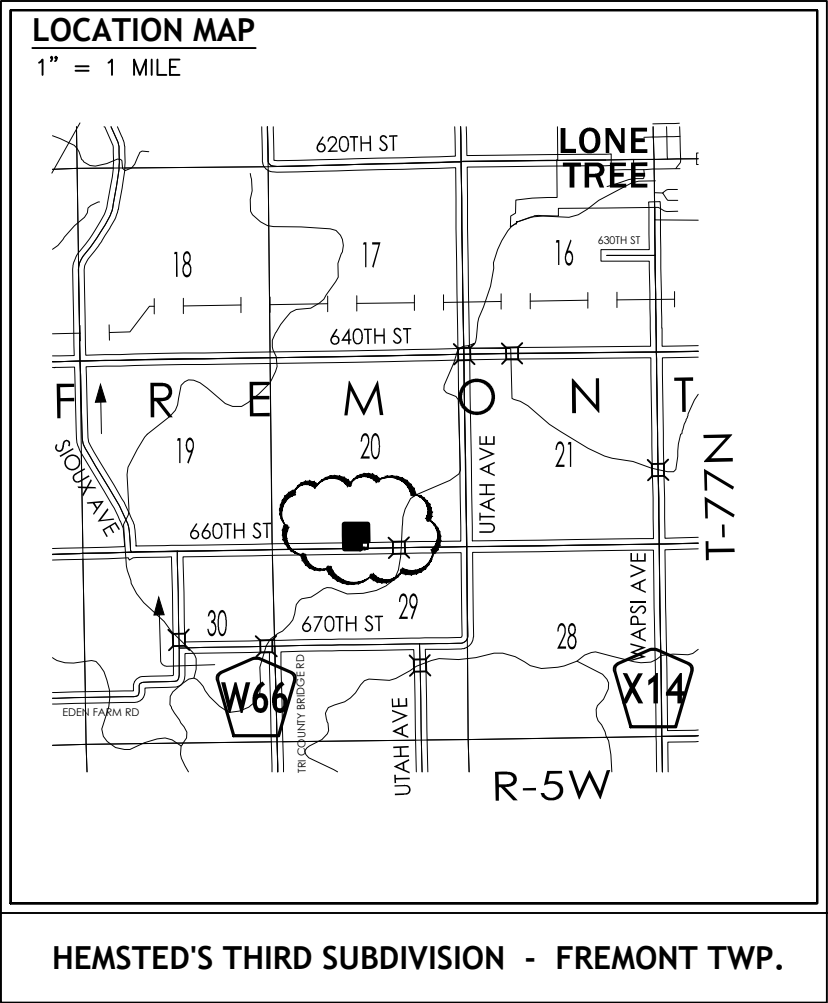 LOCATION MAP
1” = 1 MILE
620TH ST
LONE
TREE
630TH ST
18
17
16
640TH ST
F R E M O N T
19
20
21
SIOUX AVE
UTAH AVE
T-77N
660TH ST
30
670TH ST
29
28
WAPSI AVE
W66
X14
EDEN FARM RD
TRI COUNTY BRIDGE RD
UTAH AVE
R-5W
HEMSTED'S THIRD SUBDIVISION - FREMONT TWP.